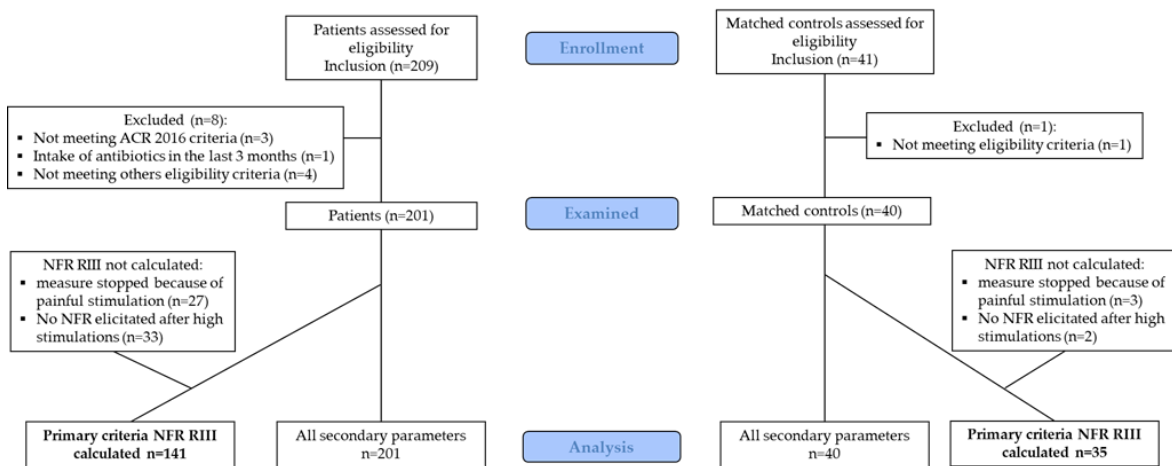 Patients assessed for
eligibility
Inclusion (n=209)
Enrollment
Matched controls assessed for
eligibility
Inclusion (n=41)
Excluded (n=8):
▪ Not meeting ACR 2016 criteria (n=3)
▪ Intake of antibiotics in the last 3 months (n=1)
▪ Not meeting others eligibility criteria (n=4)
Excluded (n=1):
▪ Not meeting eligibility criteria (n=1)
Patients (n=201)
Examined
Matched controls (n=40)
NFR RIII not calculated:
▪ measure stopped because of
painful stimulation (n=27)
▪ No NFR elicitated after high
stimulations (n=33)
NFR RIII not calculated:
▪ measure stopped because of
painful stimulation (n=3)
▪ No NFR elicitated after high
stimulations (n=2)
Primary criteria NFR RIII
calculated n=141
All secondary parameters
n=201
Analysis
All secondary parameters
n=40
Primary criteria NFR RIII
calculated n=35